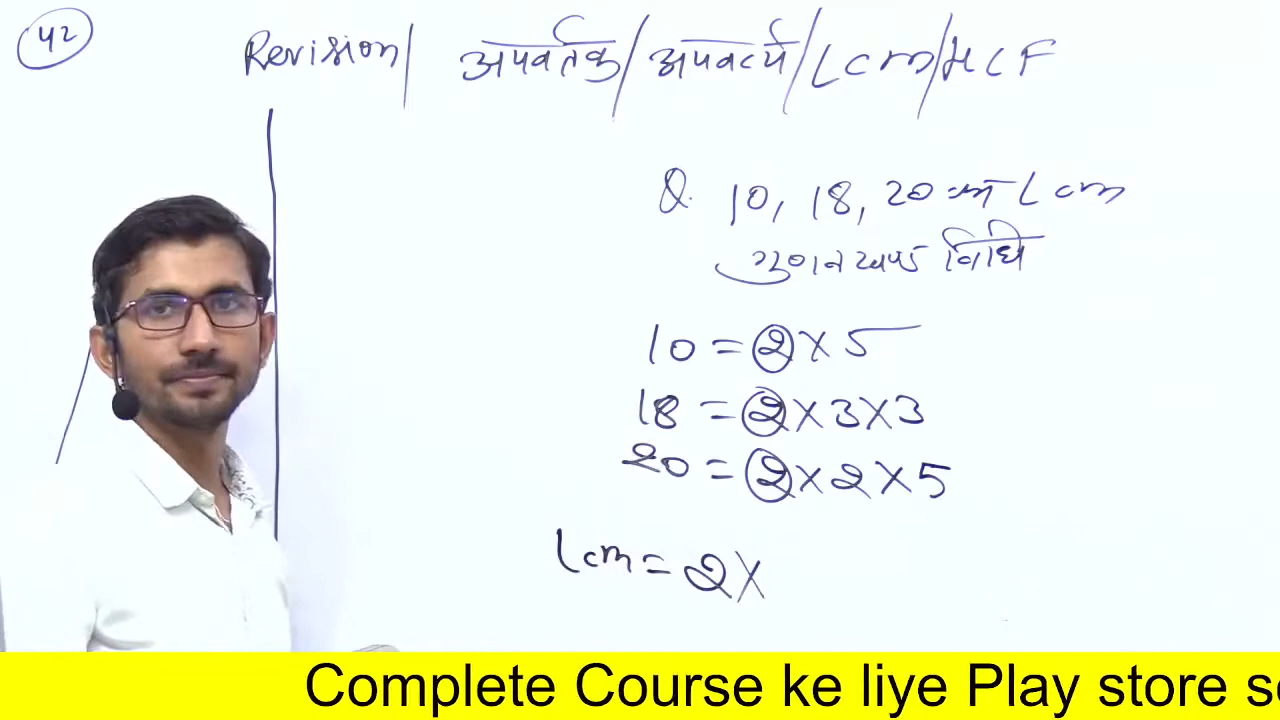 42
Revision / अपवर्तक / अपवर्त्य / Lcm / HCF
Q. 10, 18, 20 का Lcm
गुणनखण्ड विधि
10 = 2 × 5
18 = 2 × 3 × 3
20 = 2 × 2 × 5
Lcm = 2 ×
Complete Course ke liye Play store se